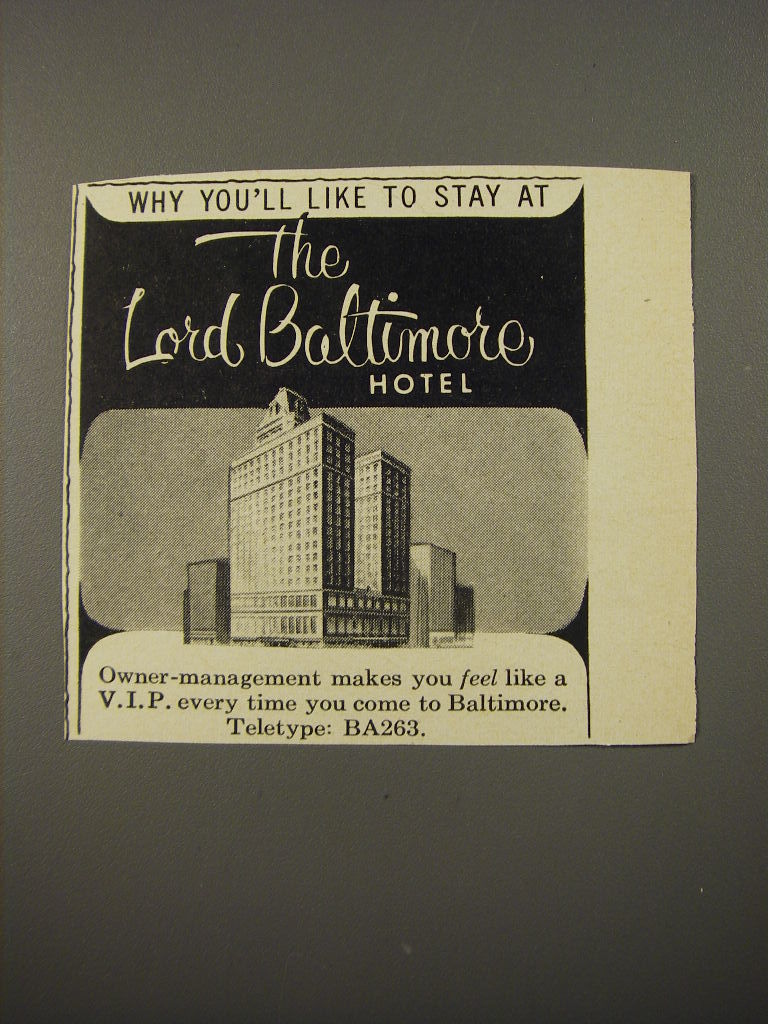 WHY YOU'LL LIKE TO STAY AT
The
Lord Baltimore
HOTEL
Owner-management makes you feel like a
V.I.P. every time you come to Baltimore.
Teletype: BA263.